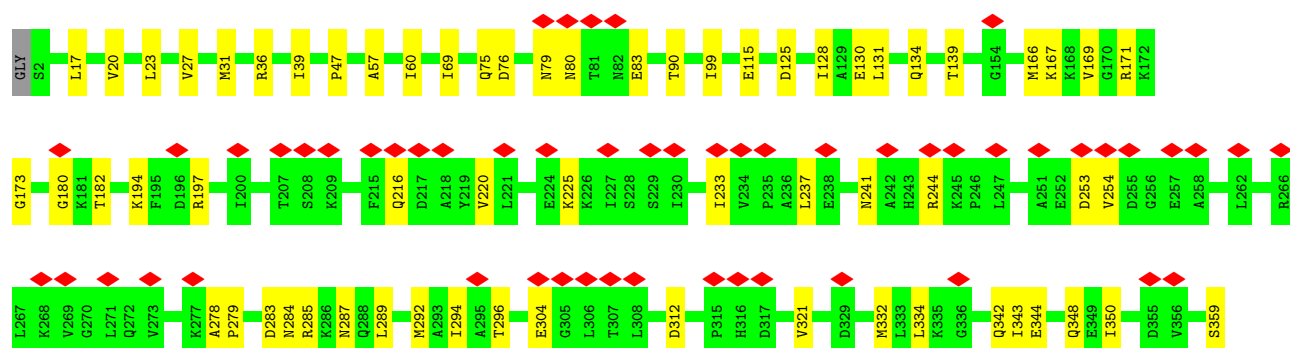 GLY S2 L17 V20 L23 V27 M31 R36 I39 P47 A57 I60 I69 Q75 D76 N79 N80 T81 N82 E83 T90 I99 E115 D125 I128 A129 E130 L131 Q134 T139 G154 M166 K167 K168 V169 G170 R171 K172
G173 G180 K181 T182 K194 F195 D196 R197 I200 T207 S208 K209 F215 Q216 D217 A218 Y219 V220 L221 E224 K225 K226 I227 S228 S229 I230 I233 V234 P235 A236 L237 E238 N241 A242 H243 R244 K245 P246 L247 A251 E252 D253 V254 D255 G256 E257 A258 L262 R266
L267 K268 V269 G270 L271 Q272 V273 K277 A278 P279 D283 N284 R285 K286 N287 Q288 L289 M292 A293 I294 A295 T296 E304 G305 L306 T307 L308 D312 P315 H316 D317 V321 D329 M332 L333 L334 K335 G336 Q342 I343 E344 Q348 E349 I350 D355 V356 S359